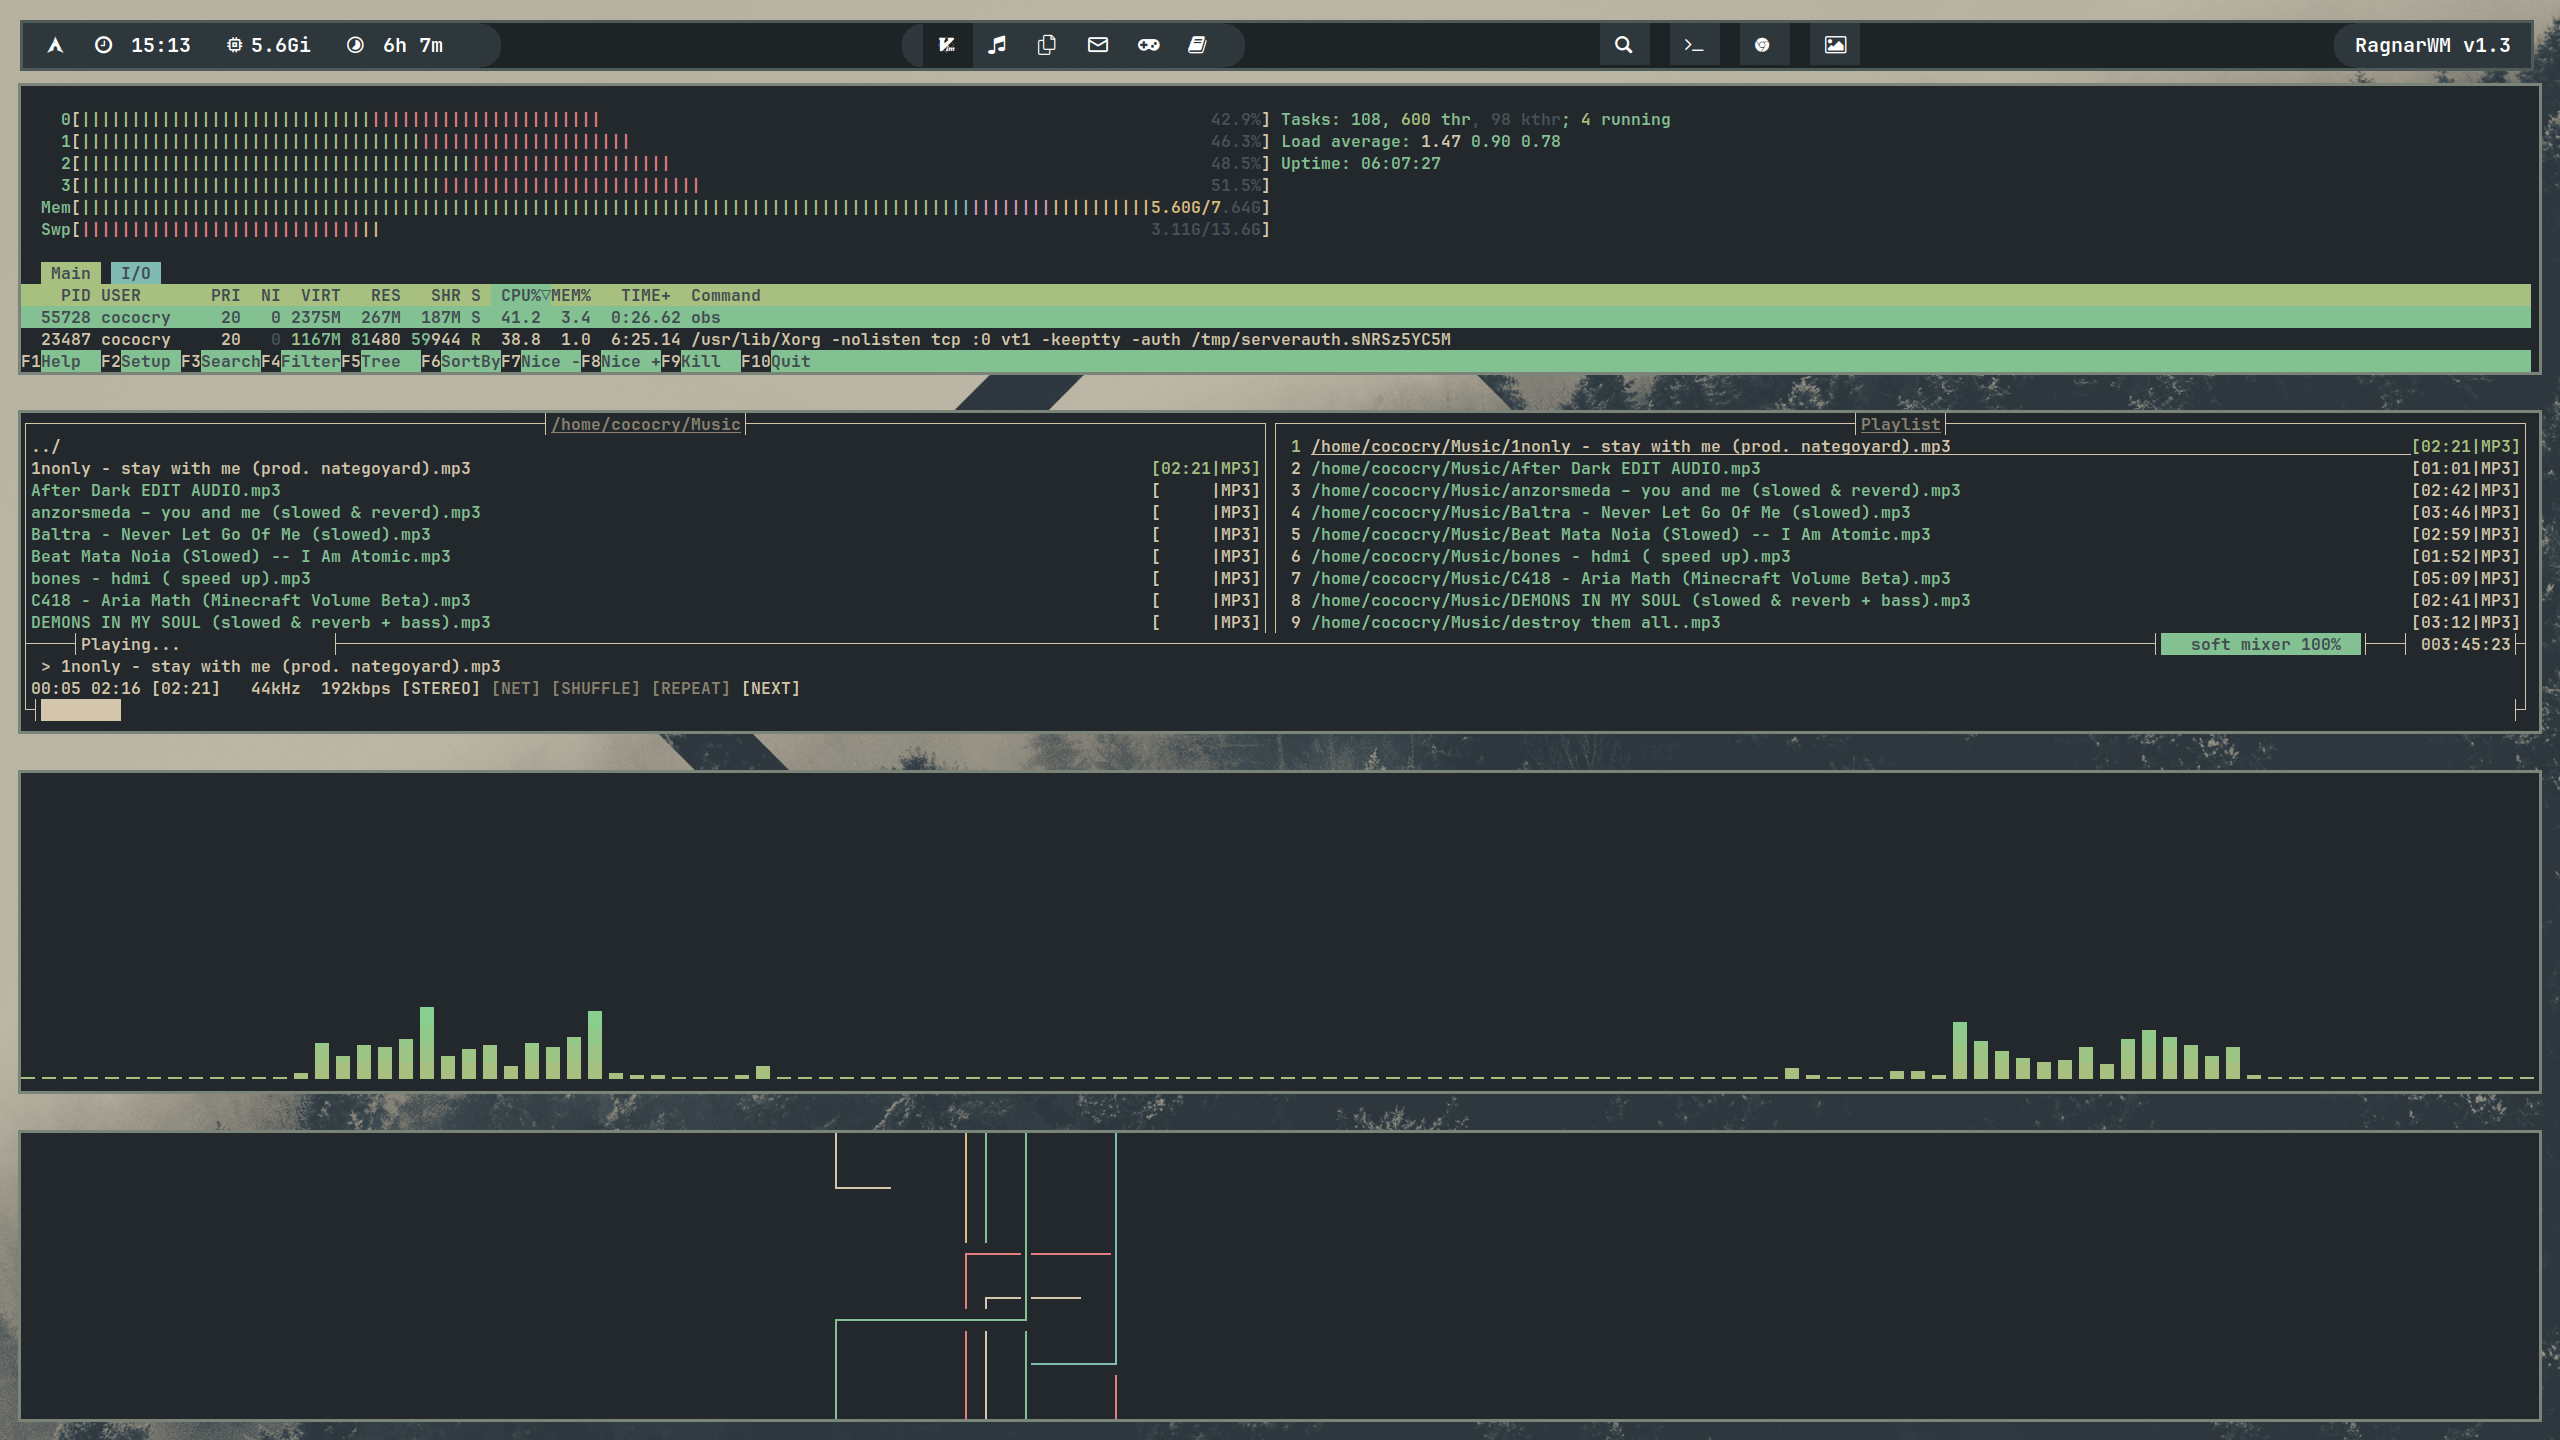 15:13 5.6Gi 6h 7m RagnarWM v1.3
0[ 42.9%] Tasks: 108, 600 thr, 98 kthr; 4 running
1[ 46.3%] Load average: 1.47 0.90 0.78
2[ 48.5%] Uptime: 06:07:27
3[ 51.5%]
Mem[ 5.60G/7.64G]
Swp[ 3.11G/13.6G]
Main I/O
PID USER PRI NI VIRT RES SHR S CPU%▽MEM% TIME+ Command
55728 cococry 20 0 2375M 267M 187M S 41.2 3.4 0:26.62 obs
23487 cococry 20 0 1167M 81480 59944 R 38.8 1.0 6:25.14 /usr/lib/Xorg -nolisten tcp :0 vt1 -keeptty -auth /tmp/serverauth.sNRSz5YC5M
F1Help F2Setup F3SearchF4FilterF5Tree F6SortByF7Nice -F8Nice +F9Kill F10Quit
/home/cococry/Music
../
1nonly - stay with me (prod. nategoyard).mp3 [02:21|MP3]
After Dark EDIT AUDIO.mp3 [ |MP3]
anzorsmeda – you and me (slowed & reverd).mp3 [ |MP3]
Baltra - Never Let Go Of Me (slowed).mp3 [ |MP3]
Beat Mata Noia (Slowed) -- I Am Atomic.mp3 [ |MP3]
bones - hdmi ( speed up).mp3 [ |MP3]
C418 - Aria Math (Minecraft Volume Beta).mp3 [ |MP3]
DEMONS IN MY SOUL (slowed & reverb + bass).mp3 [ |MP3]
Playlist
1 /home/cococry/Music/1nonly - stay with me (prod. nategoyard).mp3 [02:21|MP3]
2 /home/cococry/Music/After Dark EDIT AUDIO.mp3 [01:01|MP3]
3 /home/cococry/Music/anzorsmeda – you and me (slowed & reverd).mp3 [02:42|MP3]
4 /home/cococry/Music/Baltra - Never Let Go Of Me (slowed).mp3 [03:46|MP3]
5 /home/cococry/Music/Beat Mata Noia (Slowed) -- I Am Atomic.mp3 [02:59|MP3]
6 /home/cococry/Music/bones - hdmi ( speed up).mp3 [01:52|MP3]
7 /home/cococry/Music/C418 - Aria Math (Minecraft Volume Beta).mp3 [05:09|MP3]
8 /home/cococry/Music/DEMONS IN MY SOUL (slowed & reverb + bass).mp3 [02:41|MP3]
9 /home/cococry/Music/destroy them all..mp3 [03:12|MP3]
Playing... soft mixer 100% 003:45:23
> 1nonly - stay with me (prod. nategoyard).mp3
00:05 02:16 [02:21] 44kHz 192kbps [STEREO] [NET] [SHUFFLE] [REPEAT] [NEXT]